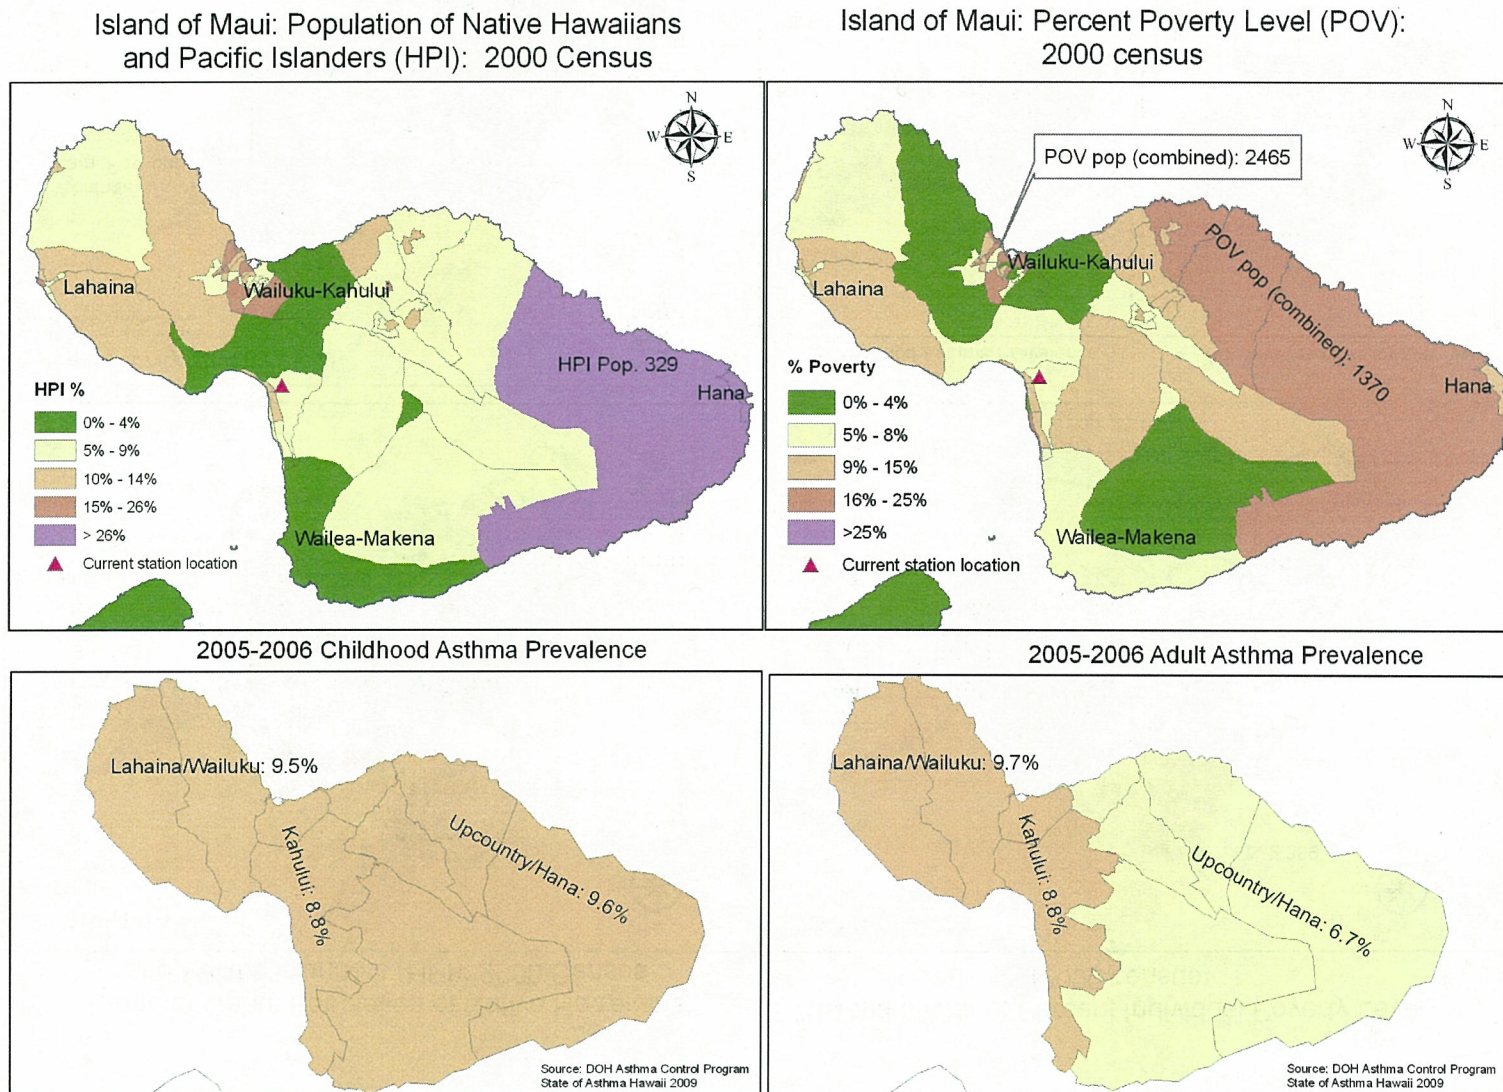 Island of Maui: Population of Native Hawaiians
and Pacific Islanders (HPI): 2000 Census
N
W
E
S
Lahaina
Wailuku-Kahului
HPI Pop. 329
Hana
Wailea-Makena
HPI %
0% - 4%
5% - 9%
10% - 14%
15% - 26%
> 26%
Current station location
Island of Maui: Percent Poverty Level (POV):
2000 census
N
W
E
S
POV pop (combined): 2465
Wailuku-Kahului
POV pop (combined): 1370
Lahaina
Hana
Wailea-Makena
% Poverty
0% - 4%
5% - 8%
9% - 15%
16% - 25%
>25%
Current station location
2005-2006 Childhood Asthma Prevalence
Lahaina/Wailuku: 9.5%
Kahului: 8.8%
Upcountry/Hana: 9.6%
Source: DOH Asthma Control Program
State of Asthma Hawaii 2009
2005-2006 Adult Asthma Prevalence
Lahaina/Wailuku: 9.7%
Kahului: 8.8%
Upcountry/Hana: 6.7%
Source: DOH Asthma Control Program
State of Asthma Hawaii 2009